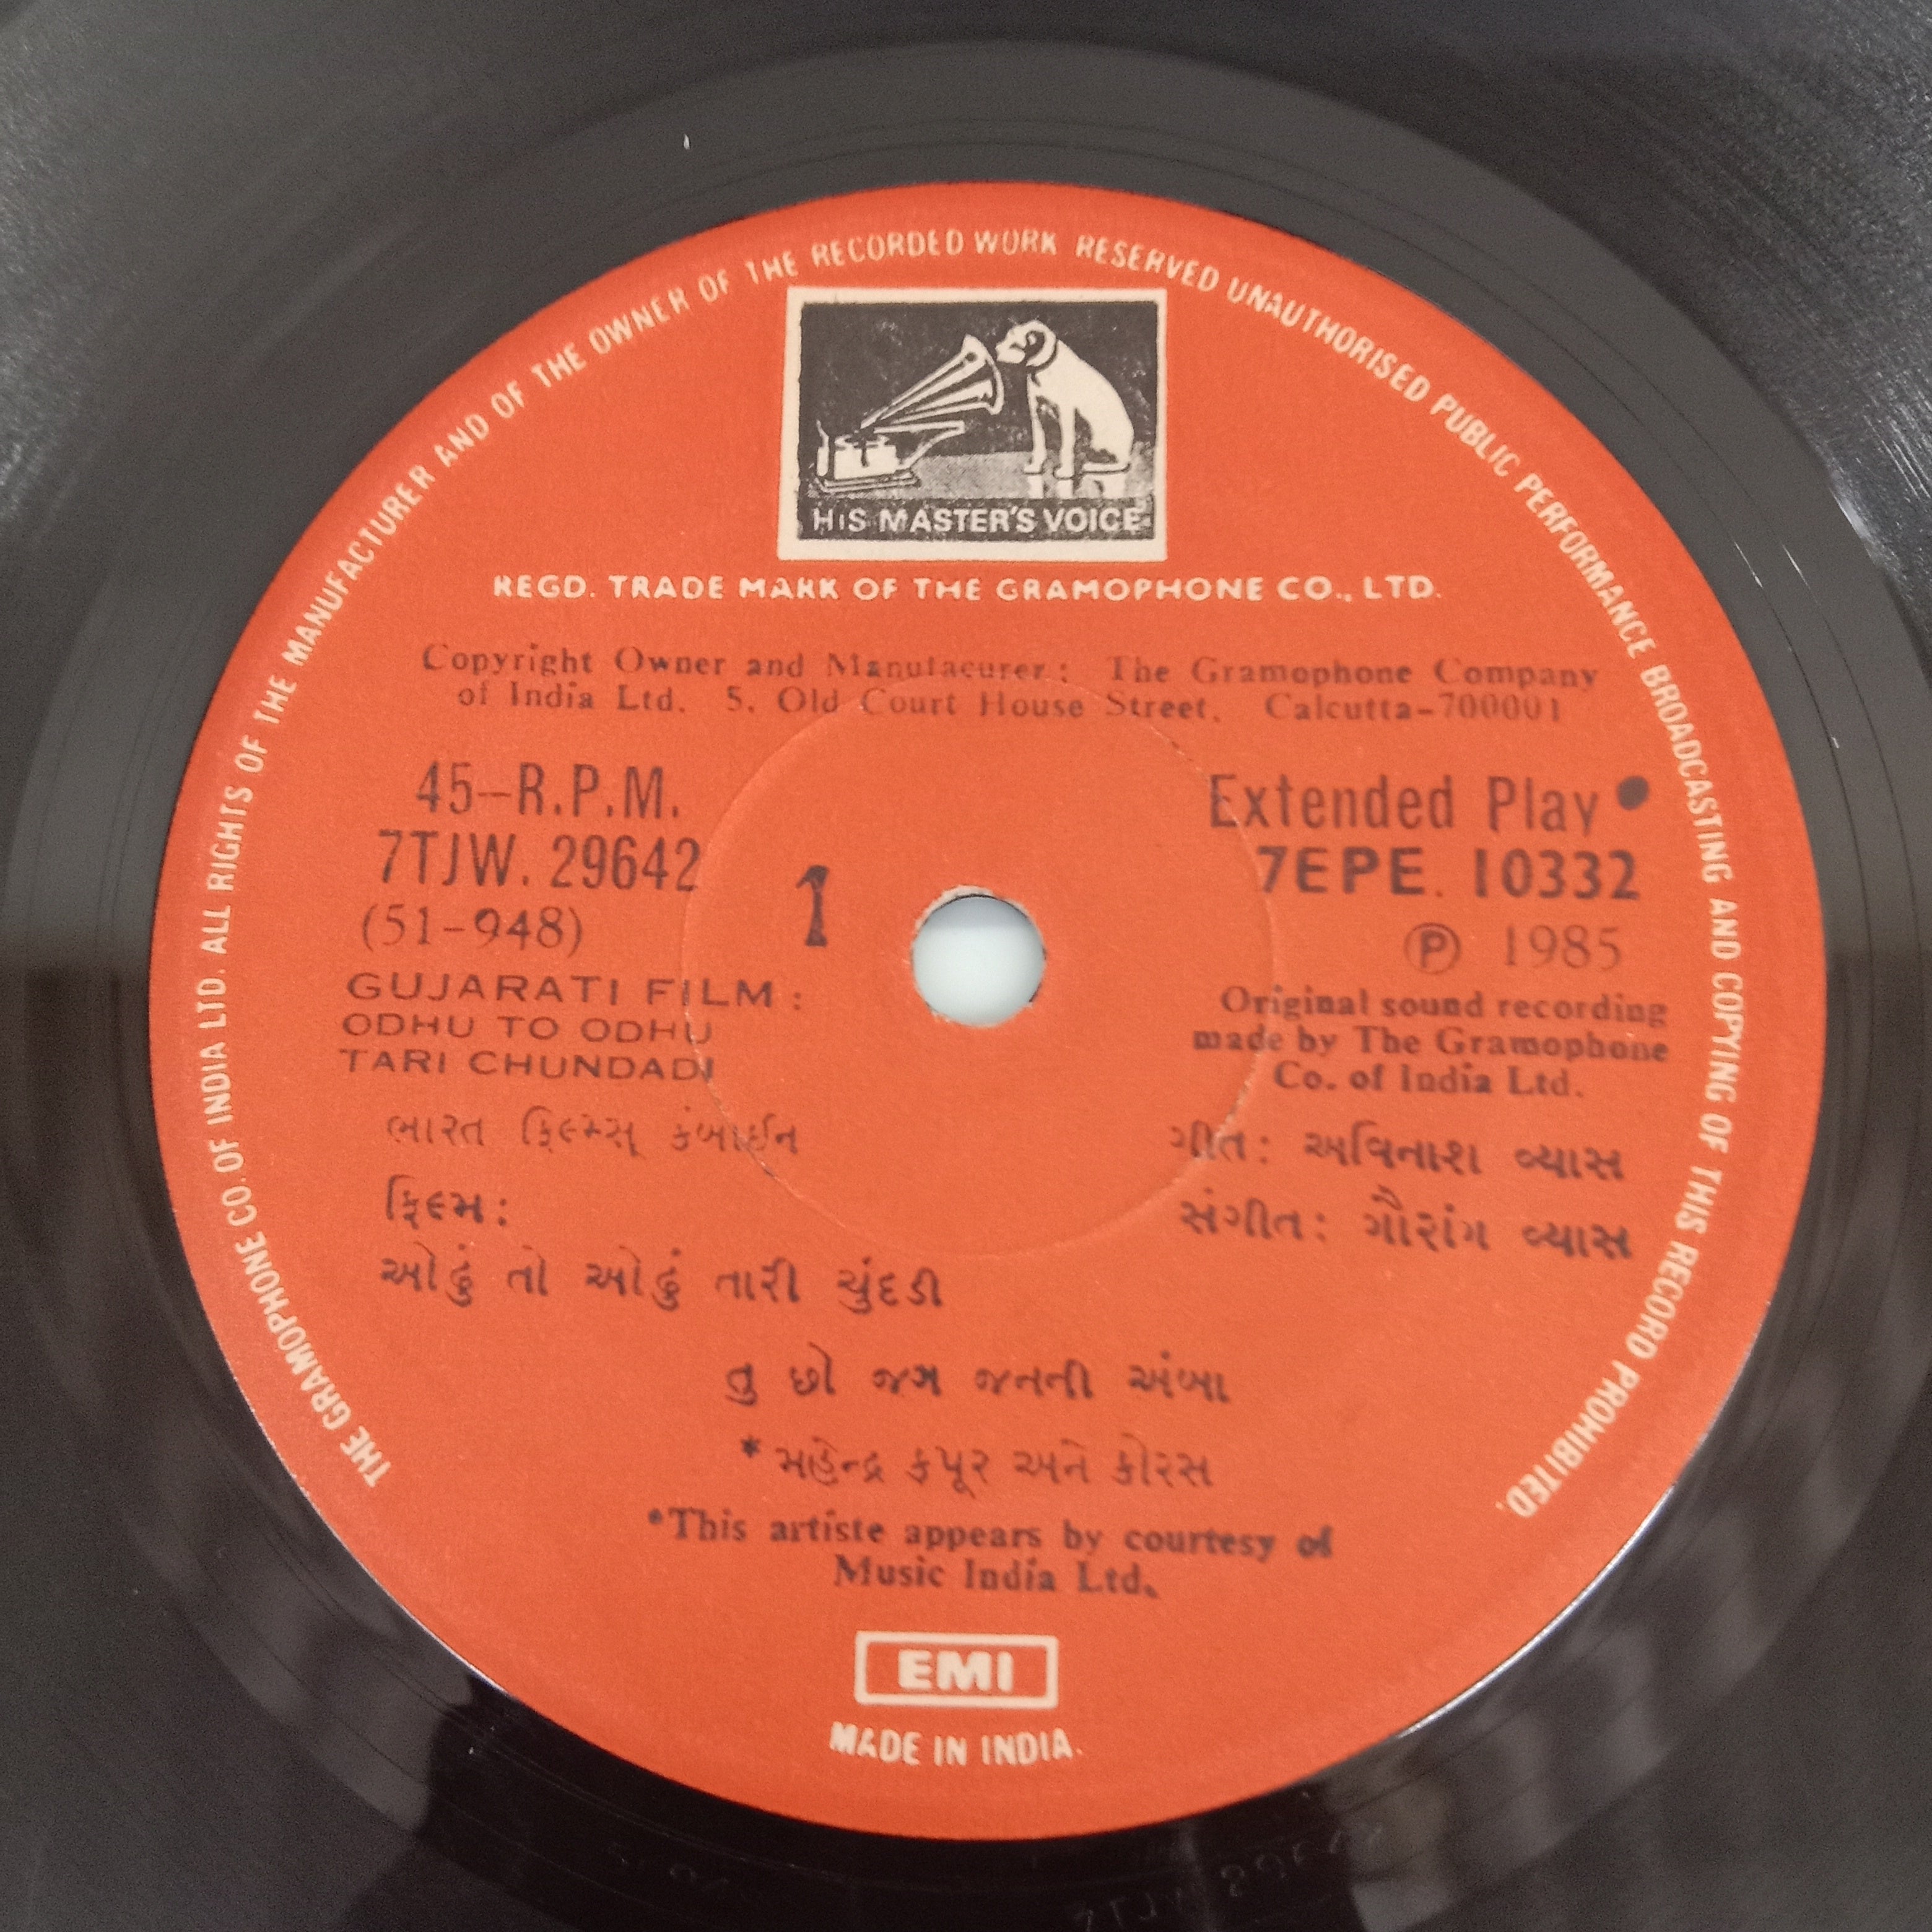 THE GRAMOPHONE CO. OF INDIA LTD. ALL RIGHTS OF THE MANUFACTURER AND OF THE OWNER OF THE RECORDED WORK RESERVED UNAUTHORISED PUBLIC PERFORMANCE BROADCASTING AND COPYING OF THIS RECORD PROHIBITED.
HIS MASTER'S VOICE
REGD. TRADE MARK OF THE GRAMOPHONE CO., LTD.
Copyright Owner and Manufacurer: The Gramophone Company
of India Ltd. 5, Old Court House Street, Calcutta-700001
45-R.P.M.
7TJW. 29642
(51-948)
1
Extended Play
7EPE. 10332
Ⓟ 1985
GUJARATI FILM :
ODHU TO ODHU
TARI CHUNDADI
Original sound recording
made by The Gramophone
Co. of India Ltd.
ભારત ફિલ્મ્સ્ કંબાઈન
ફિલ્મ:
ઓઢું તો ઓઢું તારી ચુંદડી
ગીત: અવિનાશ વ્યાસ
સંગીત: ગૌરાંગ વ્યાસ
તુ છો જગ જનની અંબા
* મહેન્દ્ર કપૂર અને કોરસ
*This artiste appears by courtesy of
Music India Ltd.
EMI
MADE IN INDIA.